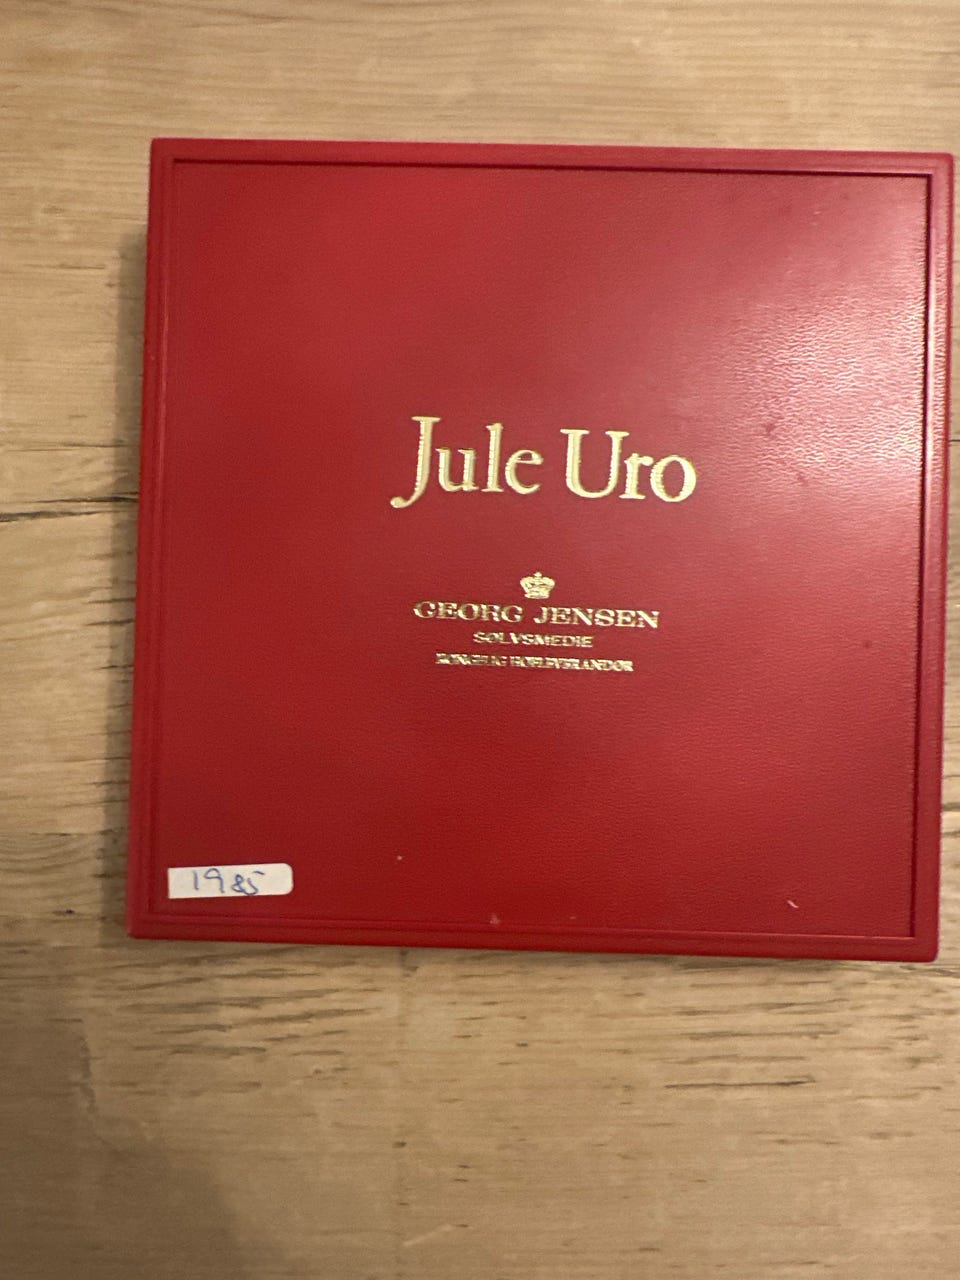 Jule Uro
GEORG JENSEN
SØLVSMEDIE
KONGELIG HOFLEVERANDØR
1985